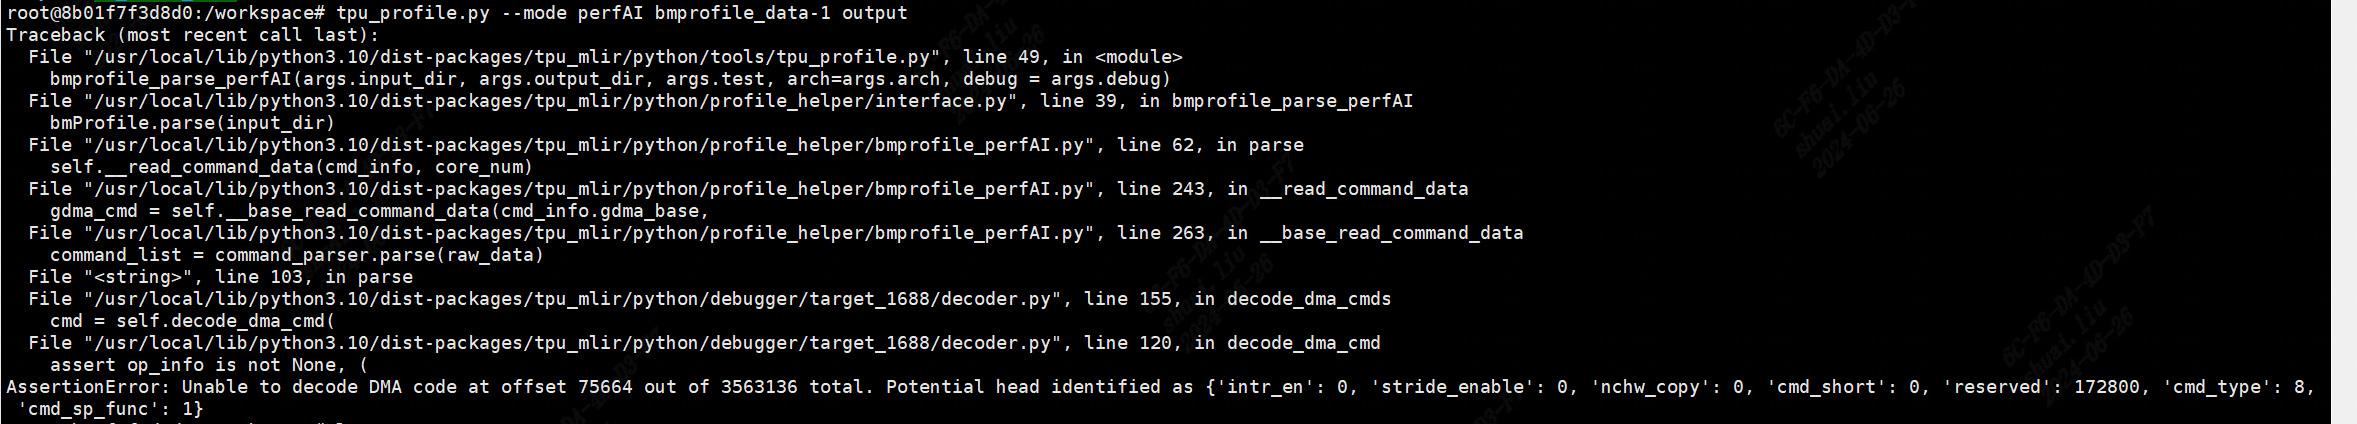 root@8b01f7f3d8d0:/workspace# tpu_profile.py --mode perfAI bmprofile_data-1 output
Traceback (most recent call last):
  File "/usr/local/lib/python3.10/dist-packages/tpu_mlir/python/tools/tpu_profile.py", line 49, in <module>
    bmprofile_parse_perfAI(args.input_dir, args.output_dir, args.test, arch=args.arch, debug = args.debug)
  File "/usr/local/lib/python3.10/dist-packages/tpu_mlir/python/profile_helper/interface.py", line 39, in bmprofile_parse_perfAI
    bmProfile.parse(input_dir)
  File "/usr/local/lib/python3.10/dist-packages/tpu_mlir/python/profile_helper/bmprofile_perfAI.py", line 62, in parse
    self.__read_command_data(cmd_info, core_num)
  File "/usr/local/lib/python3.10/dist-packages/tpu_mlir/python/profile_helper/bmprofile_perfAI.py", line 243, in __read_command_data
    gdma_cmd = self.__base_read_command_data(cmd_info.gdma_base,
  File "/usr/local/lib/python3.10/dist-packages/tpu_mlir/python/profile_helper/bmprofile_perfAI.py", line 263, in __base_read_command_data
    command_list = command_parser.parse(raw_data)
  File "<string>", line 103, in parse
  File "/usr/local/lib/python3.10/dist-packages/tpu_mlir/python/debugger/target_1688/decoder.py", line 155, in decode_dma_cmds
    cmd = self.decode_dma_cmd(
  File "/usr/local/lib/python3.10/dist-packages/tpu_mlir/python/debugger/target_1688/decoder.py", line 120, in decode_dma_cmd
    assert op_info is not None, (
AssertionError: Unable to decode DMA code at offset 75664 out of 3563136 total. Potential head identified as {'intr_en': 0, 'stride_enable': 0, 'nchw_copy': 0, 'cmd_short': 0, 'reserved': 172800, 'cmd_type': 8,
 'cmd_sp_func': 1}
6C-F6-DA-4D-D3-F7
shuai.liu
2024-06-26